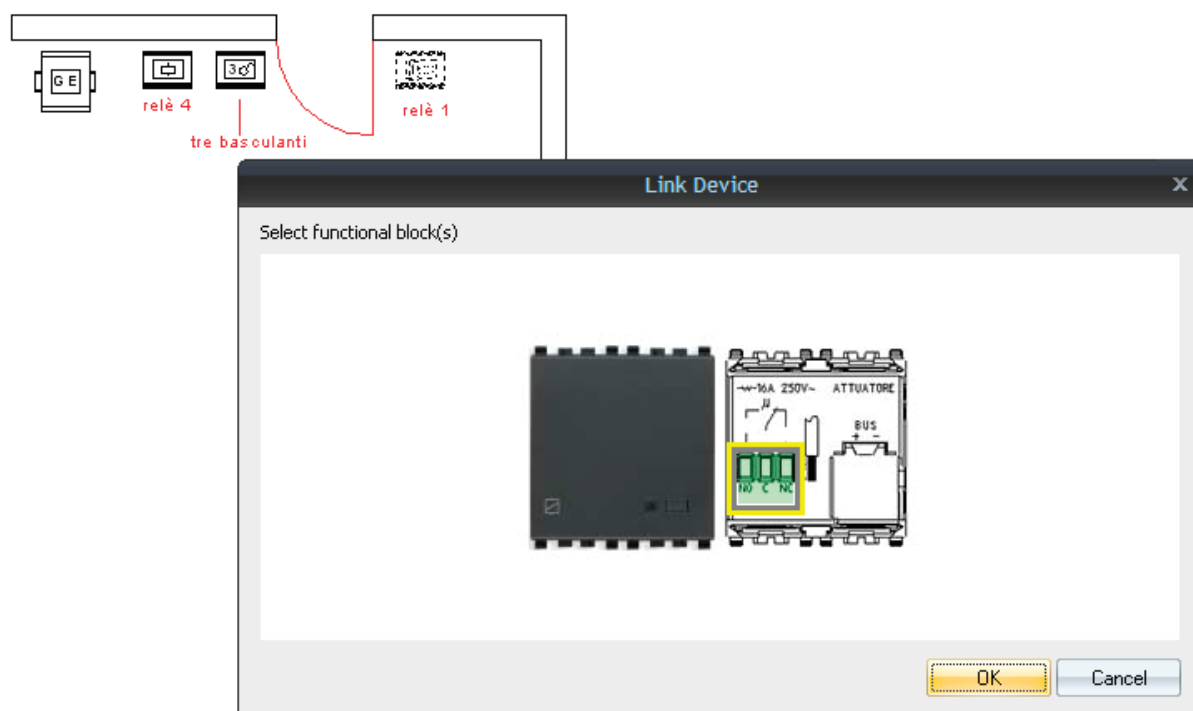 G E
3
relè 4
relè 1
tre basculanti
Link Device
x
Select functional block(s)
16A 250V~ ATTUATORE
μ
BUS
+ -
NO C NC
OK
Cancel